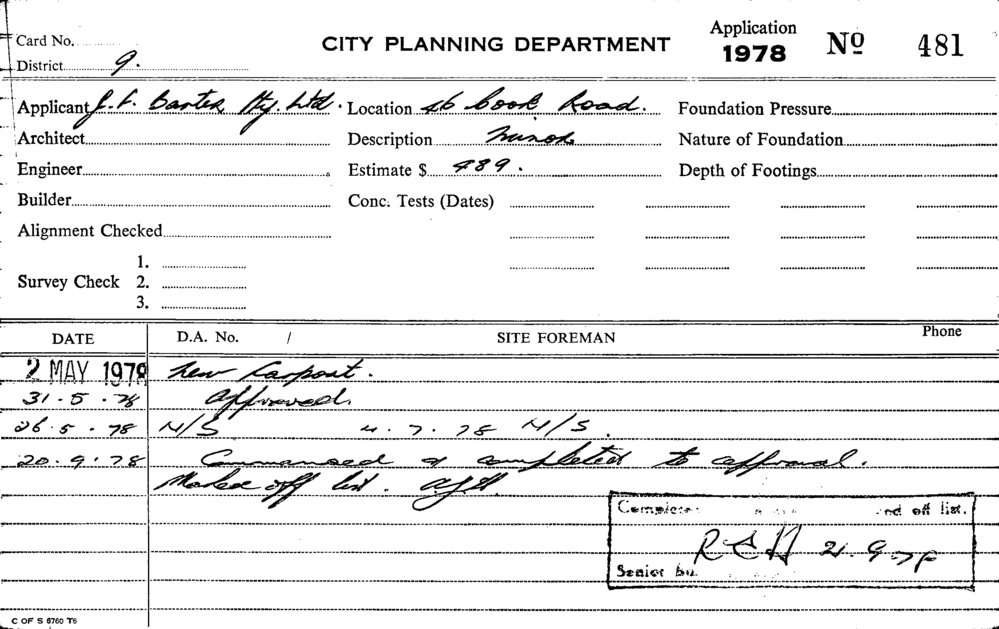 Card No.
CITY PLANNING DEPARTMENT
Application
1978 Nº 481
District 9.
Applicant J. F. Barter Pty. Ltd. Location 46 Cook Road. Foundation Pressure
Architect Description Minor Nature of Foundation
Engineer Estimate $ 489. Depth of Footings
Builder Conc. Tests (Dates)
Alignment Checked
1.
Survey Check 2.
3.
DATE D.A. No. / SITE FOREMAN Phone
2 MAY 1978 New Carport.
31.5.78 Approved.
26.5.78 N/S 4.7.78 N/S.
20.9.78 Commenced & completed to approval.
Marked off list.
Complete ed off list.
21.9.78
Senior
C OF S 6760 T6